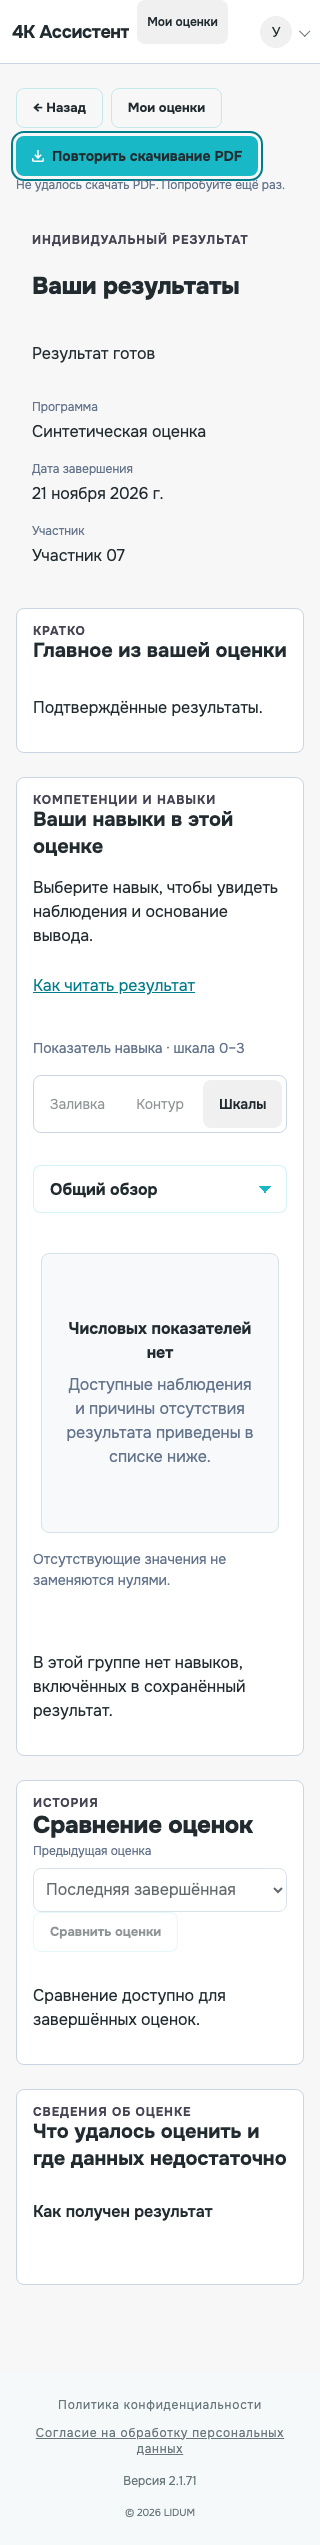 4К Ассистент
Мои оценки
У
← Назад
Мои оценки
Повторить скачивание PDF
Не удалось скачать PDF. Попробуйте ещё раз.
ИНДИВИДУАЛЬНЫЙ РЕЗУЛЬТАТ
Ваши результаты
Результат готов
Программа
Синтетическая оценка
Дата завершения
21 ноября 2026 г.
Участник
Участник 07
КРАТКО
Главное из вашей оценки
Подтверждённые результаты.
КОМПЕТЕНЦИИ И НАВЫКИ
Ваши навыки в этой
оценке
Выберите навык, чтобы увидеть
наблюдения и основание
вывода.
Как читать результат
Показатель навыка · шкала 0–3
Заливка
Контур
Шкалы
Общий обзор
Числовых показателей
нет
Доступные наблюдения
и причины отсутствия
результата приведены в
списке ниже.
Отсутствующие значения не
заменяются нулями.
В этой группе нет навыков,
включённых в сохранённый
результат.
ИСТОРИЯ
Сравнение оценок
Предыдущая оценка
Последняя завершённая
Сравнить оценки
Сравнение доступно для
завершённых оценок.
СВЕДЕНИЯ ОБ ОЦЕНКЕ
Что удалось оценить и
где данных недостаточно
Как получен результат
Политика конфиденциальности
Согласие на обработку персональных
данных
Версия 2.1.71
© 2026 LIDUM